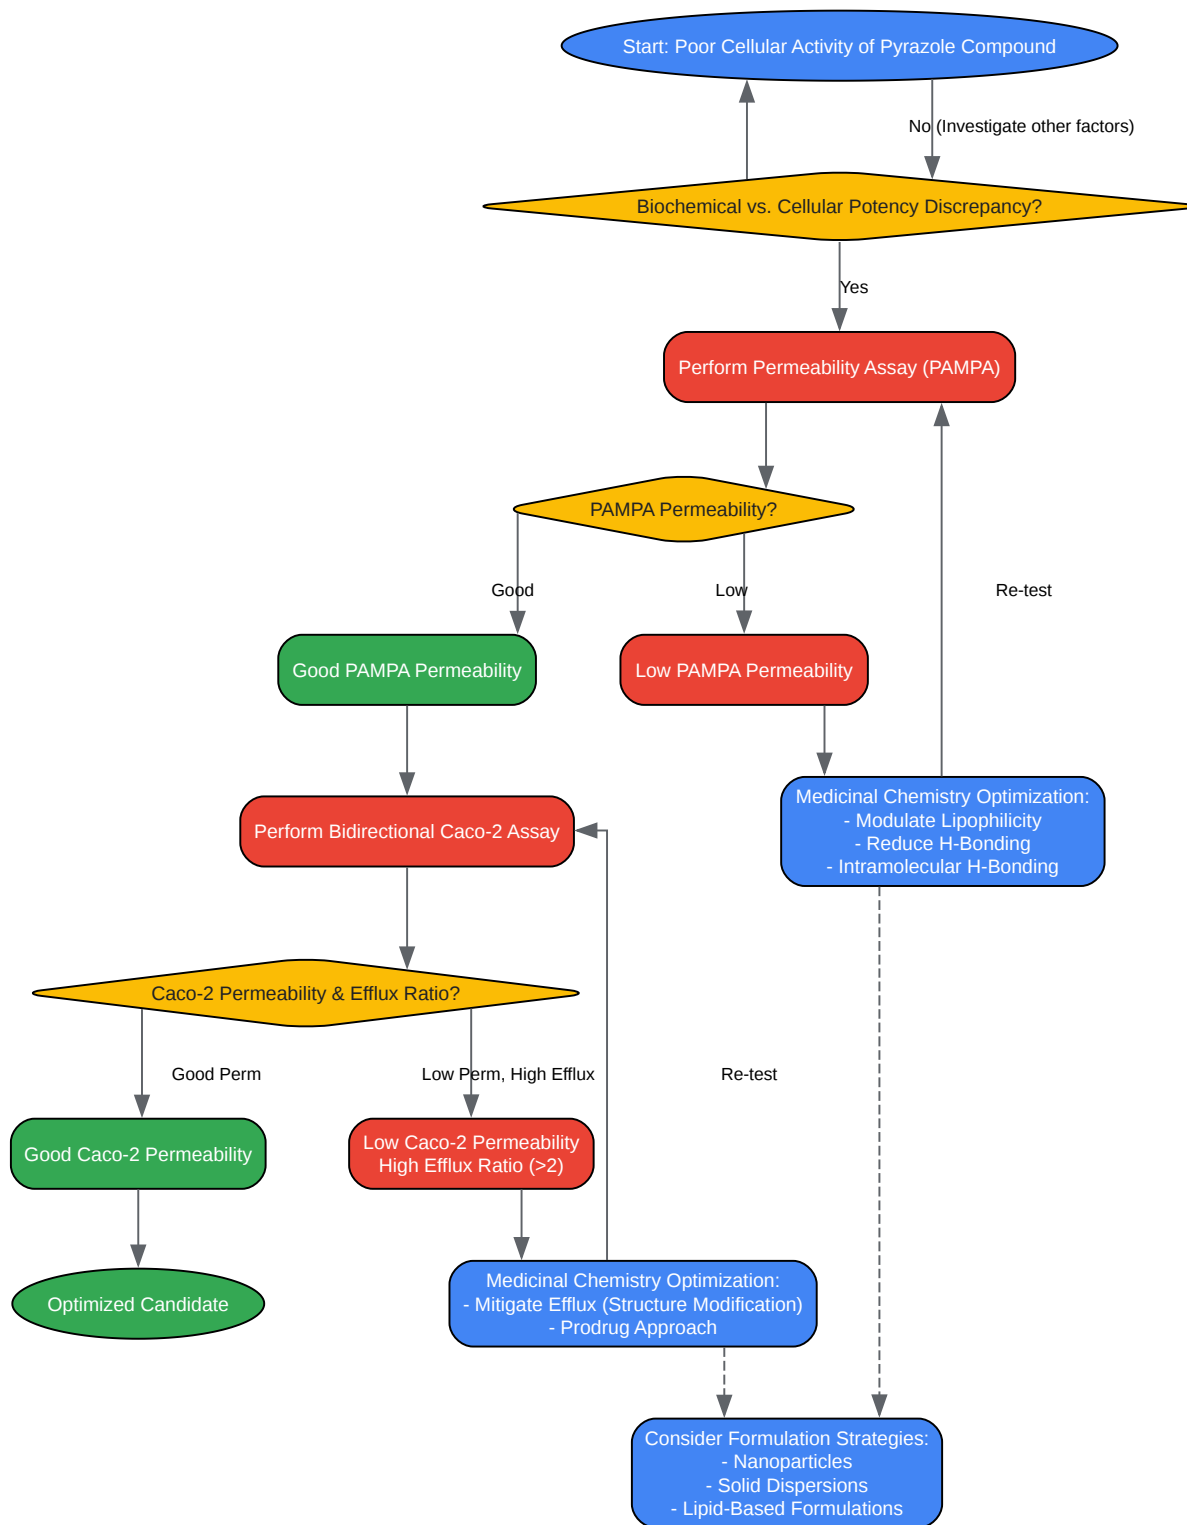 Start: Poor Cellular Activity of Pyrazole Compound
No (Investigate other factors)
Biochemical vs. Cellular Potency Discrepancy?
Yes
Perform Permeability Assay (PAMPA)
PAMPA Permeability?
Good
Low
Re-test
Good PAMPA Permeability
Low PAMPA Permeability
Medicinal Chemistry Optimization:
- Modulate Lipophilicity
- Reduce H-Bonding
- Intramolecular H-Bonding
Perform Bidirectional Caco-2 Assay
Caco-2 Permeability & Efflux Ratio?
Good Perm
Low Perm, High Efflux
Re-test
Good Caco-2 Permeability
Low Caco-2 Permeability
High Efflux Ratio (>2)
Optimized Candidate
Medicinal Chemistry Optimization:
- Mitigate Efflux (Structure Modification)
- Prodrug Approach
Consider Formulation Strategies:
- Nanoparticles
- Solid Dispersions
- Lipid-Based Formulations